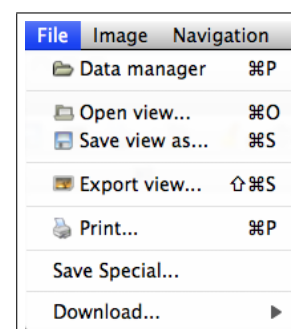 File Image Navigation
Data manager ⌘P
Open view... ⌘O
Save view as... ⌘S
Export view... ⇧⌘S
Print... ⌘P
Save Special...
Download... ▶